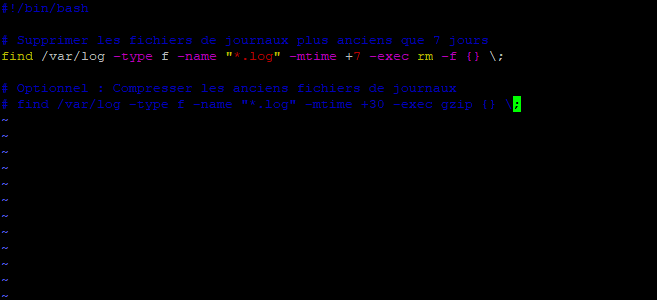 #!/bin/bash
# Supprimer les fichiers de journaux plus anciens que 7 jours
find /var/log -type f -name "*.log" -mtime +7 -exec rm -f {} \;
# Optionnel : Compresser les anciens fichiers de journaux
# find /var/log -type f -name "*.log" -mtime +30 -exec gzip {} \;
~
~
~
~
~
~
~
~
~
~
~
~